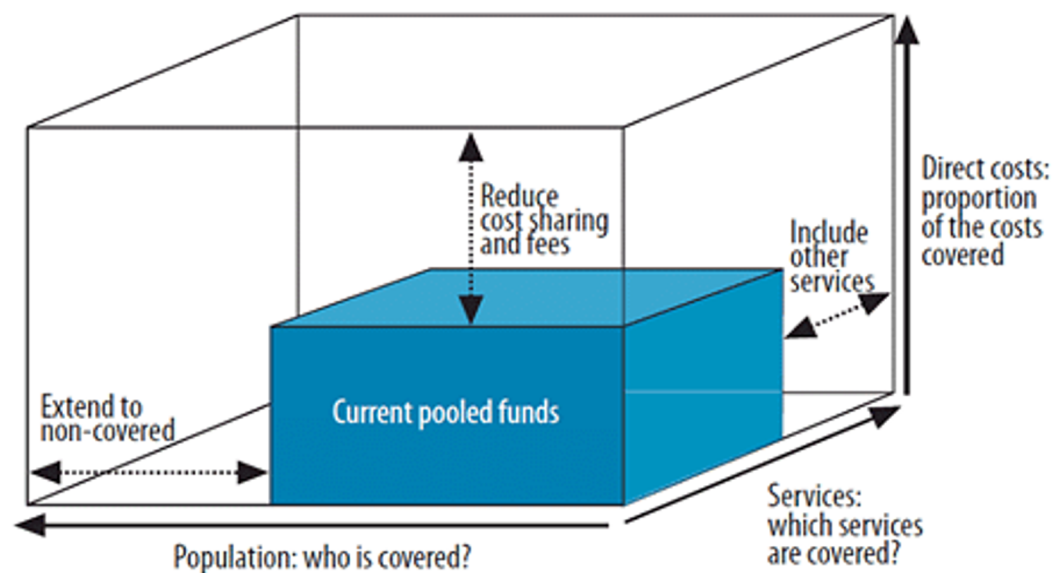 Reduce
cost sharing
and fees
Include
other
services
Direct costs:
proportion
of the costs
covered
Extend to
non-covered
Current pooled funds
Services:
which services
are covered?
Population: who is covered?